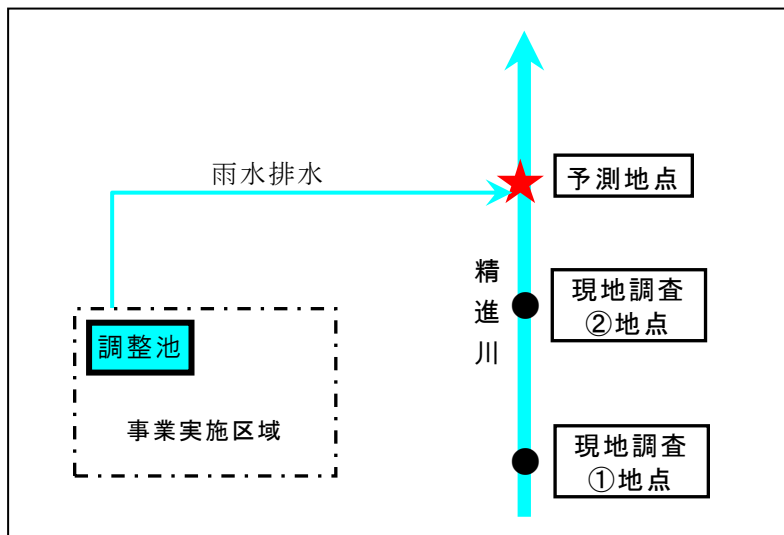 雨水排水
予測地点
精進川
現地調査
②地点
調整池
事業実施区域
現地調査
①地点